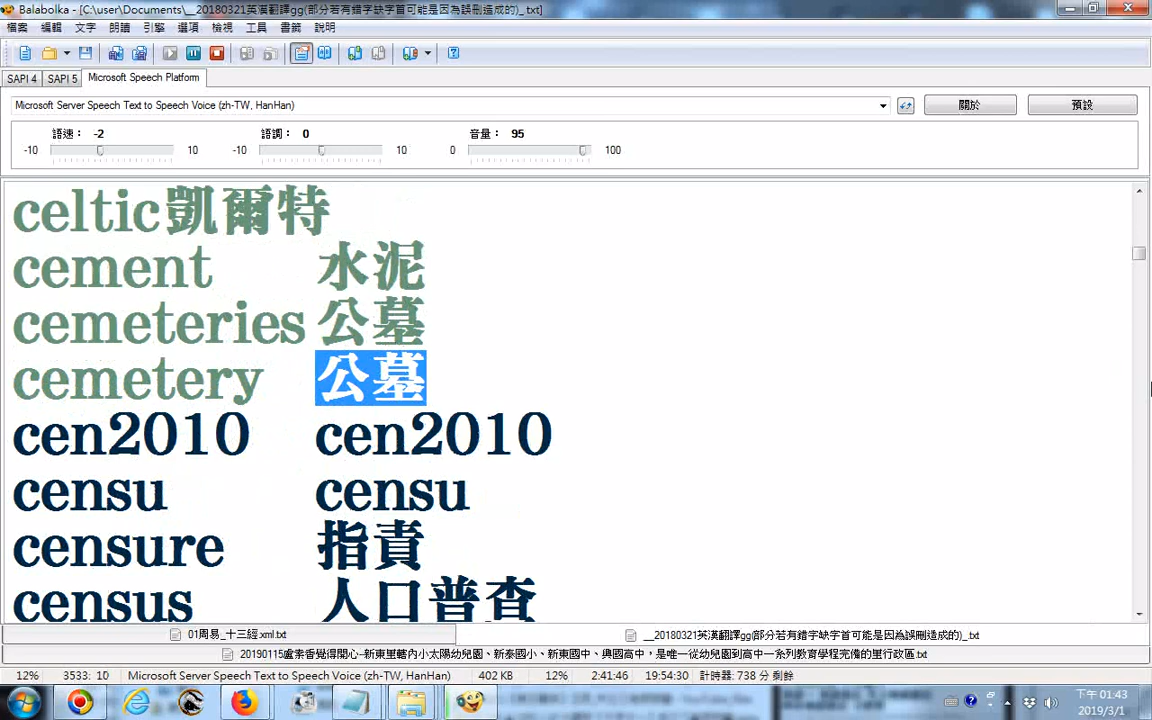 Balabolka - [C:\user\Documents\__20180321英漢翻譯gg(部分若有錯字缺字首可能是因為誤刪造成的)_.txt]
檔案 編輯 文字 朗讀 引擎 選項 檢視 工具 書籤 說明
SAPI 4 SAPI 5 Microsoft Speech Platform
Microsoft Server Speech Text to Speech Voice (zh-TW, HanHan) 關於 預設
語速： -2 語調： 0 音量： 95
-10 10 -10 10 0 100
celtic凱爾特
cement 水泥
cemeteries 公墓
cemetery 公墓
cen2010 cen2010
censu censu
censure 指責
census 人口普查
01周易_十三經.xml.txt __20180321英漢翻譯gg(部分若有錯字缺字首可能是因為誤刪造成的)_.txt
20190115盧素香覺得開心-新東里轄內小太陽幼兒園、新泰國小、新東國中、興國高中，是唯一從幼兒園到高中一系列教育學程完備的里行政區.txt
12% 3533: 10 Microsoft Server Speech Text to Speech Voice (zh-TW, HanHan) 402 KB 12% 2:41:46 19:54:30 計時器: 738 分 剩餘
下午 01:43
2019/3/1